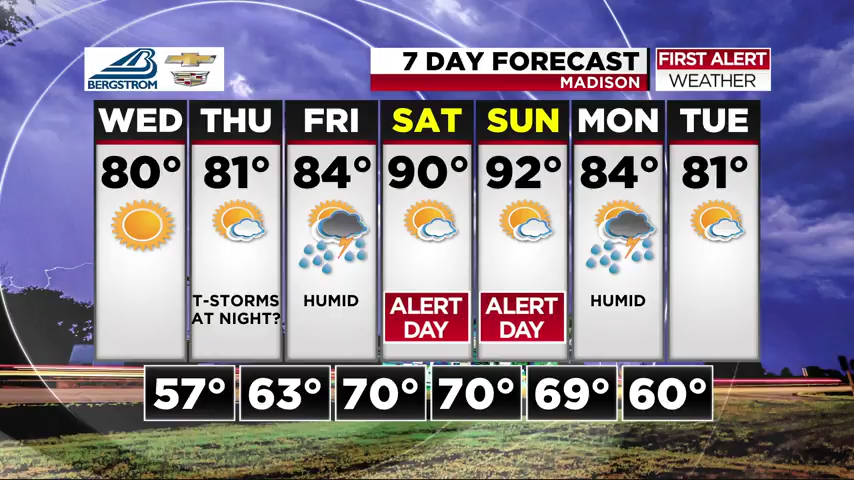 BERGSTROM
7 DAY FORECAST
MADISON
FIRST ALERT
WEATHER
WED THU FRI SAT SUN MON TUE
80° 81° 84° 90° 92° 84° 81°
T-STORMS
AT NIGHT?
HUMID
ALERT
DAY
ALERT
DAY
HUMID
57° 63° 70° 70° 69° 60°